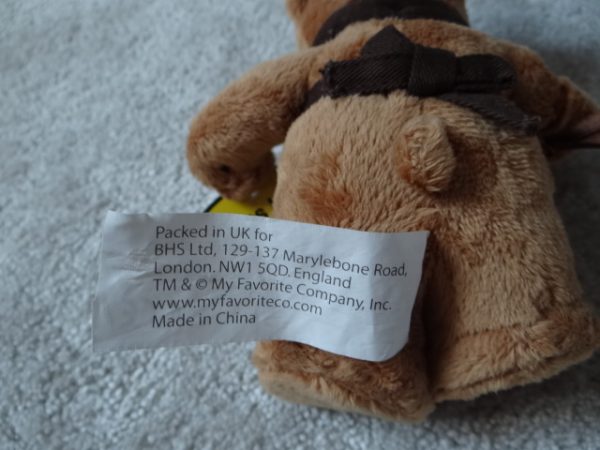 Packed in UK for
BHS Ltd, 129-137 Marylebone Road,
London. NW1 5QD. England
TM & © My Favorite Company, Inc.
www.myfavoriteco.com
Made in China